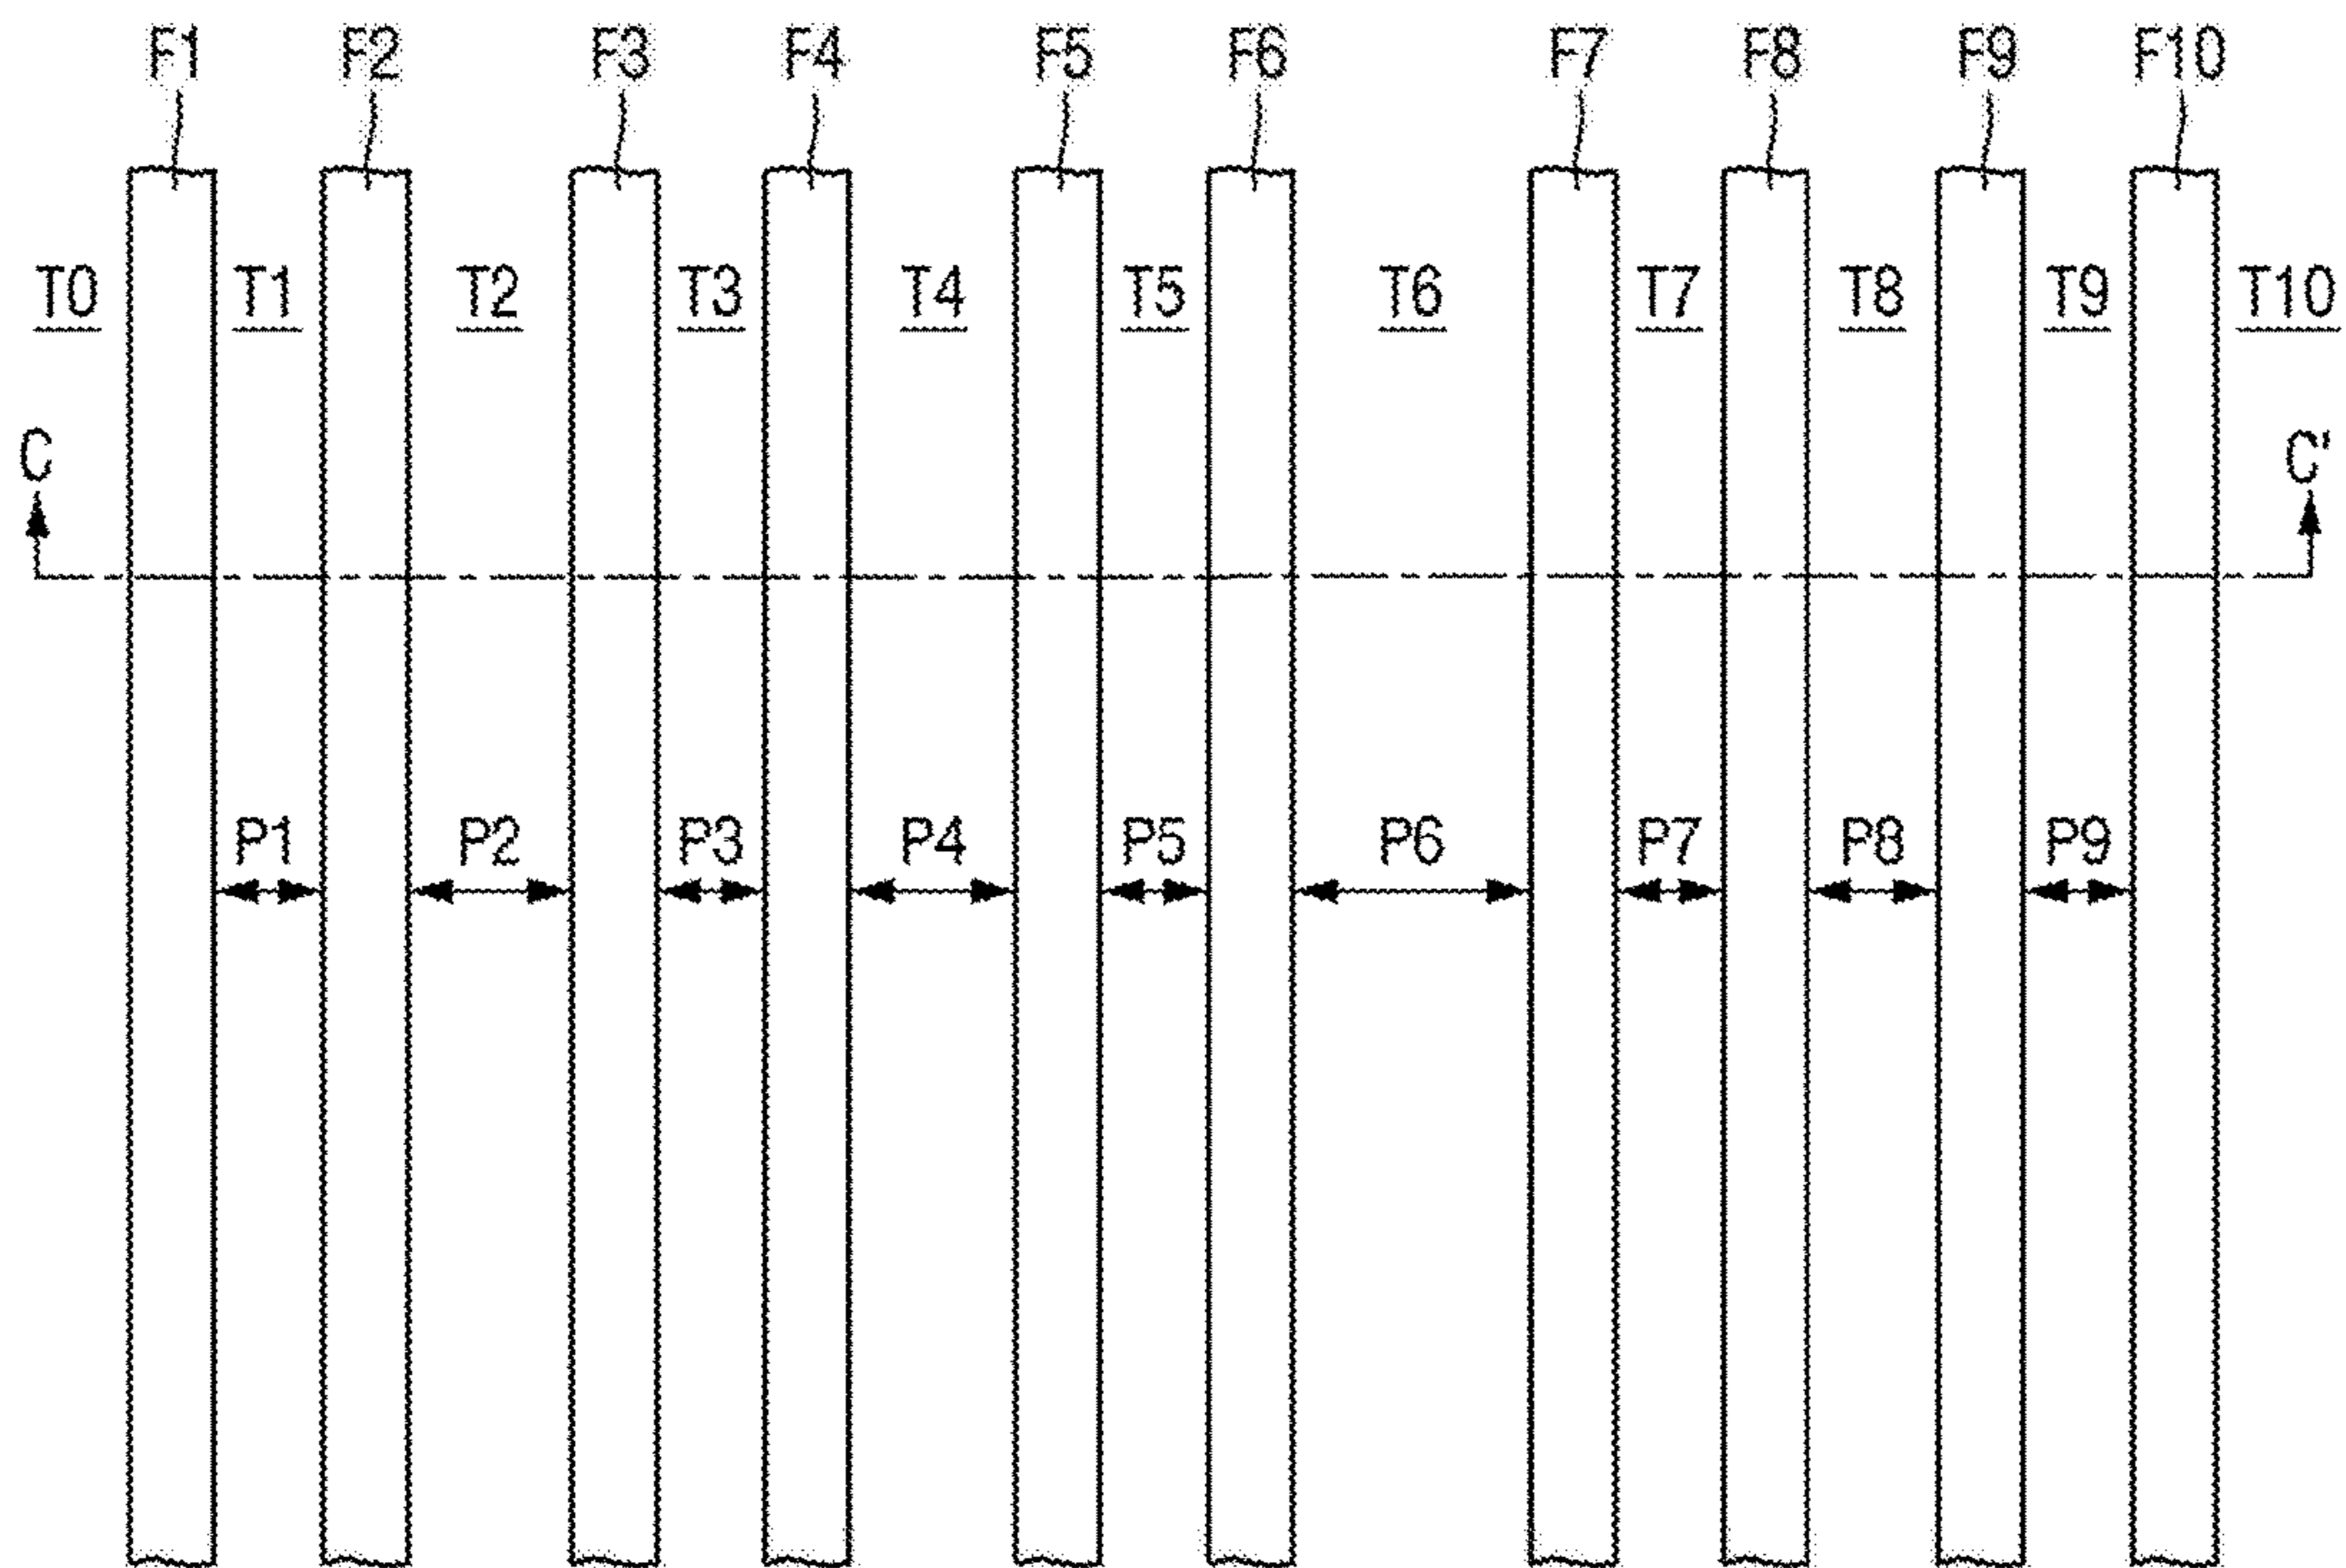 F1 F2 F3 F4 F5 F6 F7 F8 F9 F10
T0 T1 T2 T3 T4 T5 T6 T7 T8 T9 T10
C C'
P1 P2 P3 P4 P5 P6 P7 P8 P9